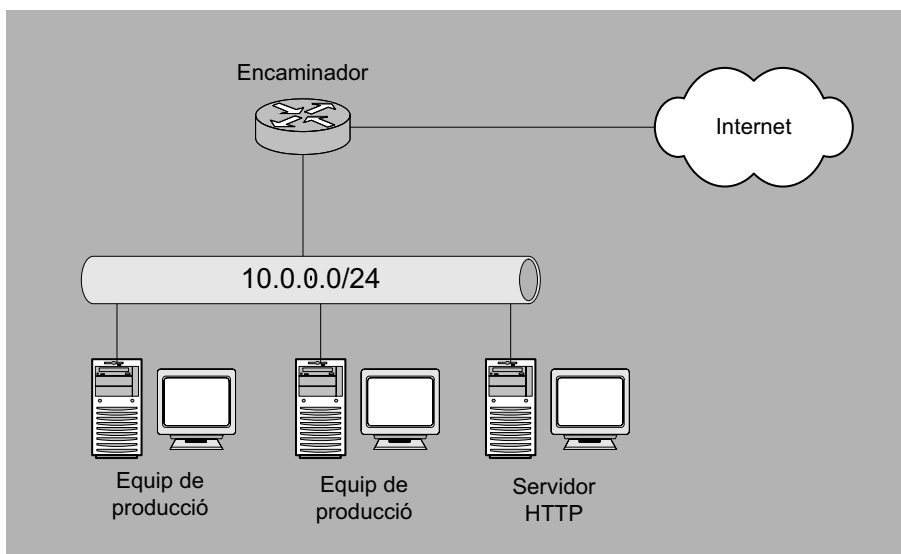 Encaminador
Internet
10.0.0.0/24
Equip de
producció
Equip de
producció
Servidor
HTTP